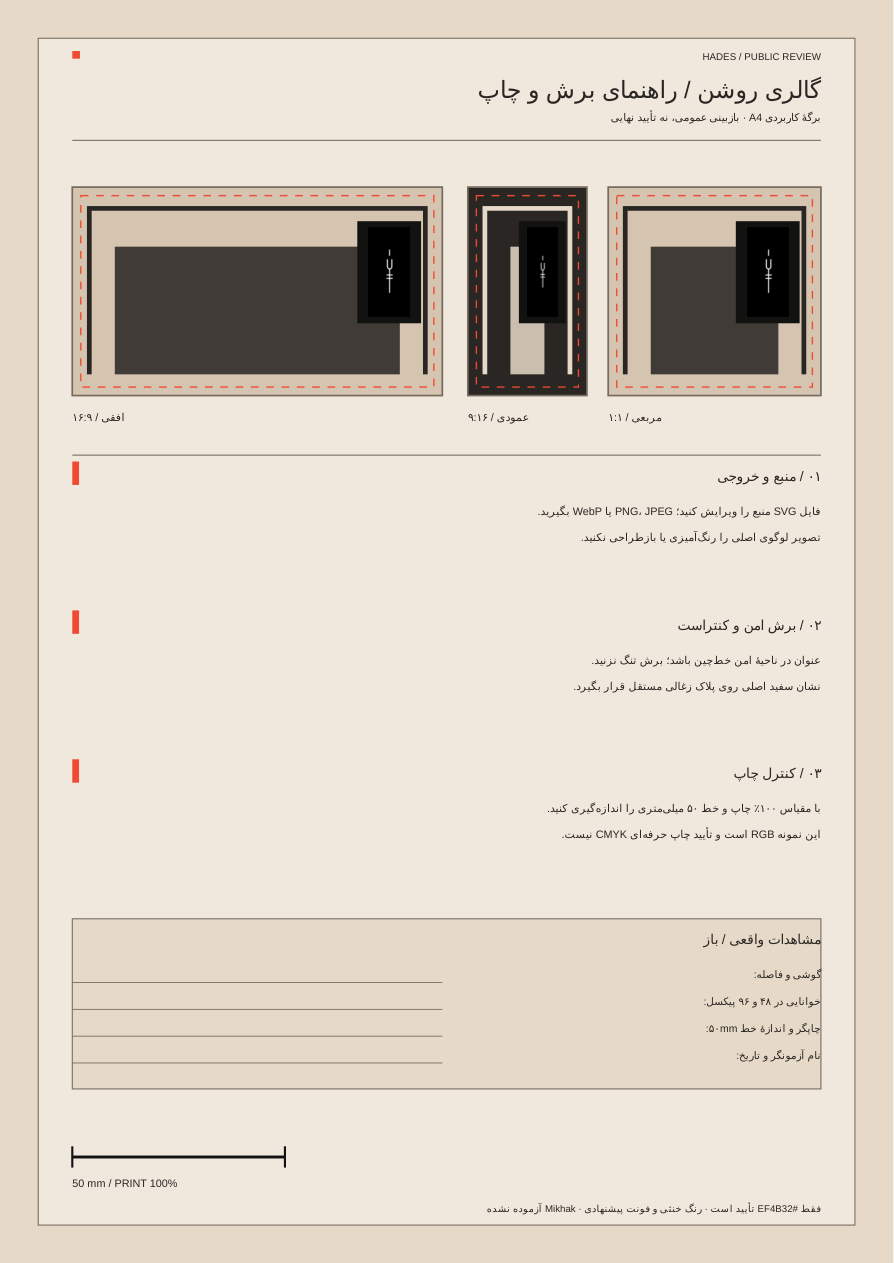 HADES / PUBLIC REVIEW
گالری روشن / راهنمای برش و چاپ
برگهٔ کاربردی A4 · بازبینی عمومی، نه تأیید نهایی
مربعی / ۱:۱
عمودی / ۹:۱۶
افقی / ۱۶:۹
۰۱ / منبع و خروجی
فایل SVG منبع را ویرایش کنید؛ PNG، JPEG یا WebP بگیرید.
تصویر لوگوی اصلی را رنگ‌آمیزی یا بازطراحی نکنید.
۰۲ / برش امن و کنتراست
عنوان در ناحیهٔ امن خط‌چین باشد؛ برش تنگ نزنید.
نشان سفید اصلی روی پلاک زغالی مستقل قرار بگیرد.
۰۳ / کنترل چاپ
با مقیاس ۱۰۰٪ چاپ و خط ۵۰ میلی‌متری را اندازه‌گیری کنید.
این نمونه RGB است و تأیید چاپ حرفه‌ای CMYK نیست.
مشاهدات واقعی / باز
گوشی و فاصله:
خوانایی در ۴۸ و ۹۶ پیکسل:
چاپگر و اندازهٔ خط ۵۰mm:
نام آزمونگر و تاریخ:
50 mm / PRINT 100%
فقط #EF4B32 تأیید است · رنگ خنثی و فونت پیشنهادی · Mikhak آزموده نشده